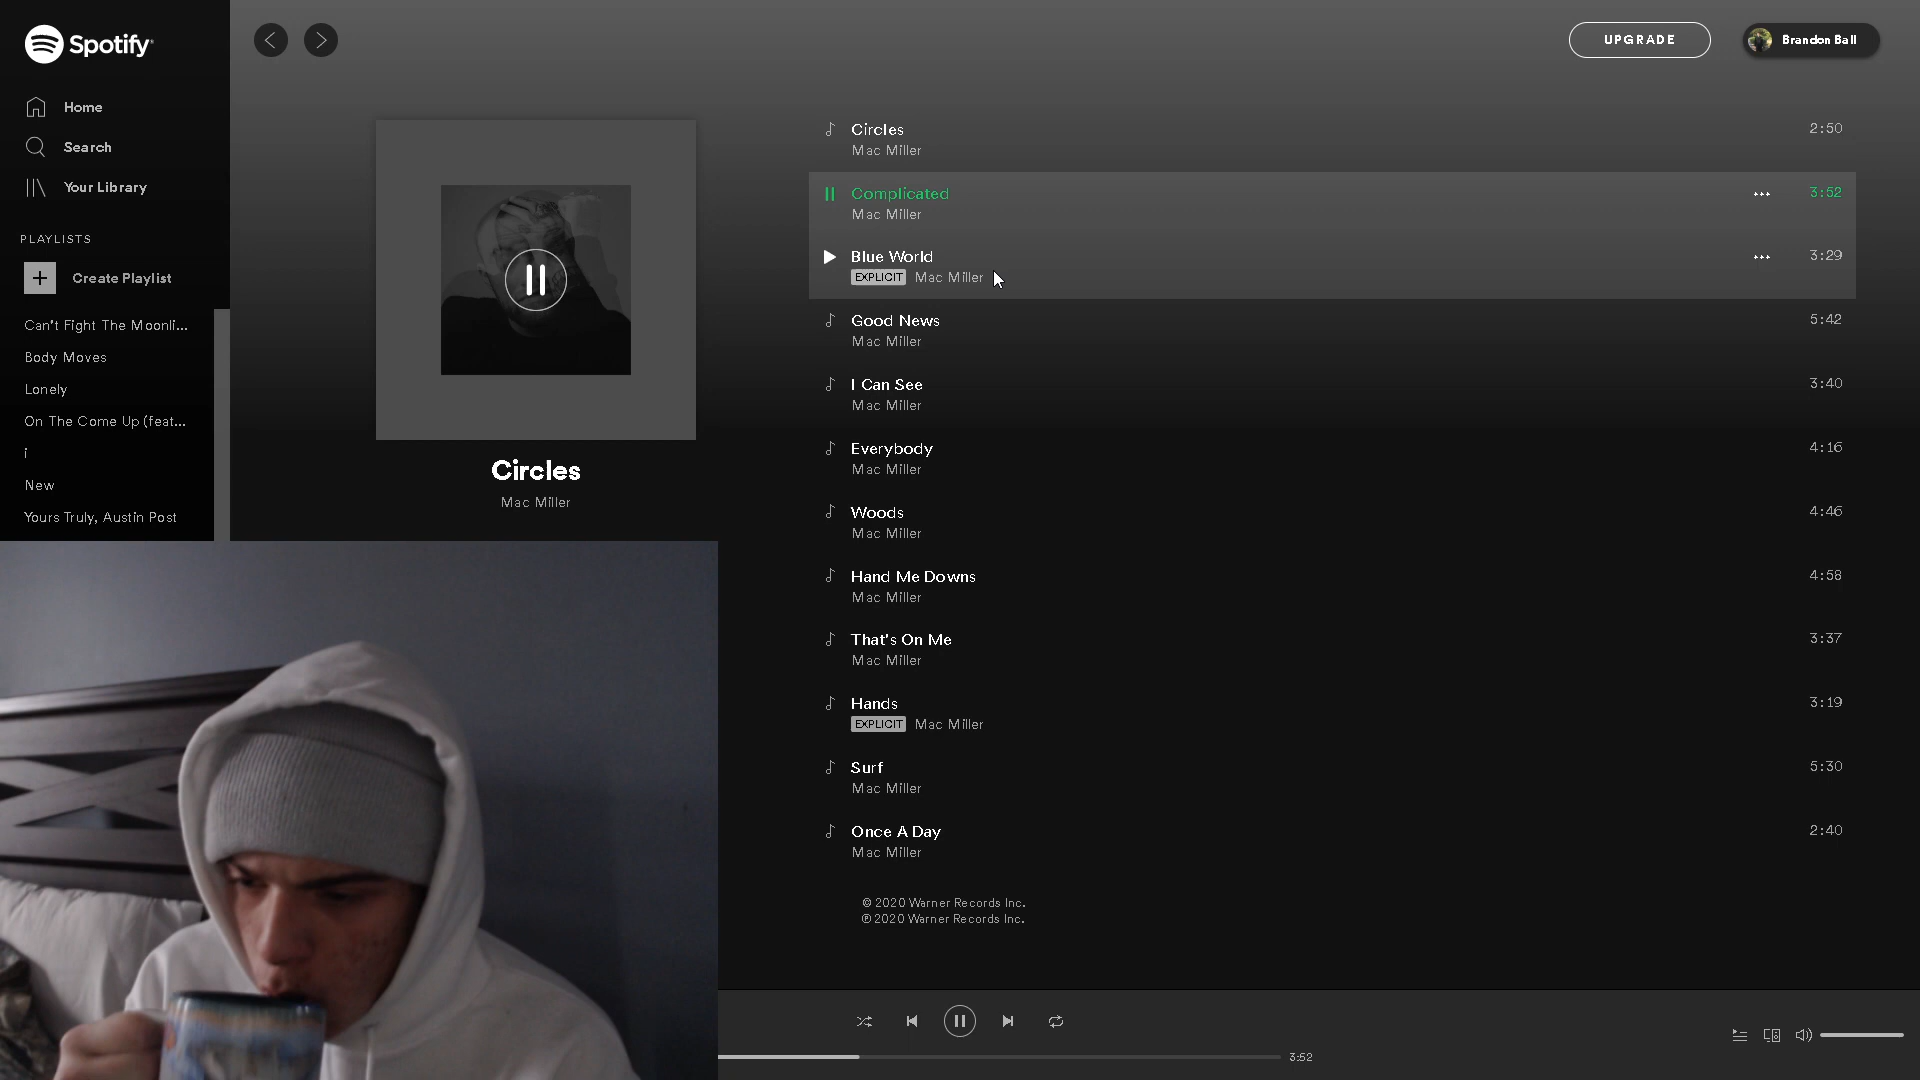 Spotify
Home
Search
Your Library
PLAYLISTS
Create Playlist
Can't Fight The Moonli...
Body Moves
Lonely
On The Come Up (feat...
i
New
Yours Truly, Austin Post
UPGRADE
Brandon Ball
Circles
Mac Miller
Circles
Mac Miller
2:50
Complicated
Mac Miller
3:52
Blue World
EXPLICIT Mac Miller
3:29
Good News
Mac Miller
5:42
I Can See
Mac Miller
3:40
Everybody
Mac Miller
4:16
Woods
Mac Miller
4:46
Hand Me Downs
Mac Miller
4:58
That's On Me
Mac Miller
3:37
Hands
EXPLICIT Mac Miller
3:19
Surf
Mac Miller
5:30
Once A Day
Mac Miller
2:40
© 2020 Warner Records Inc.
℗ 2020 Warner Records Inc.
3:52